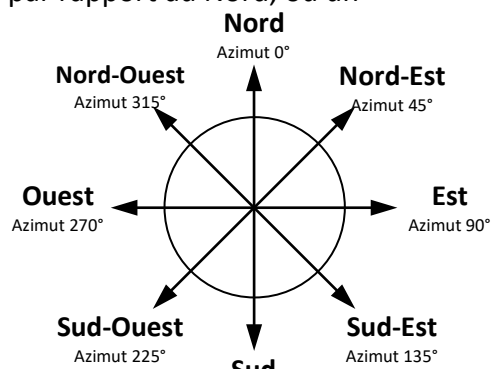 par rapport au Nord, ou un
Nord
Azimut 0°
Nord-Ouest
Azimut 315°
Nord-Est
Azimut 45°
Ouest
Azimut 270°
Est
Azimut 90°
Sud-Ouest
Azimut 225°
Sud-Est
Azimut 135°
Sud